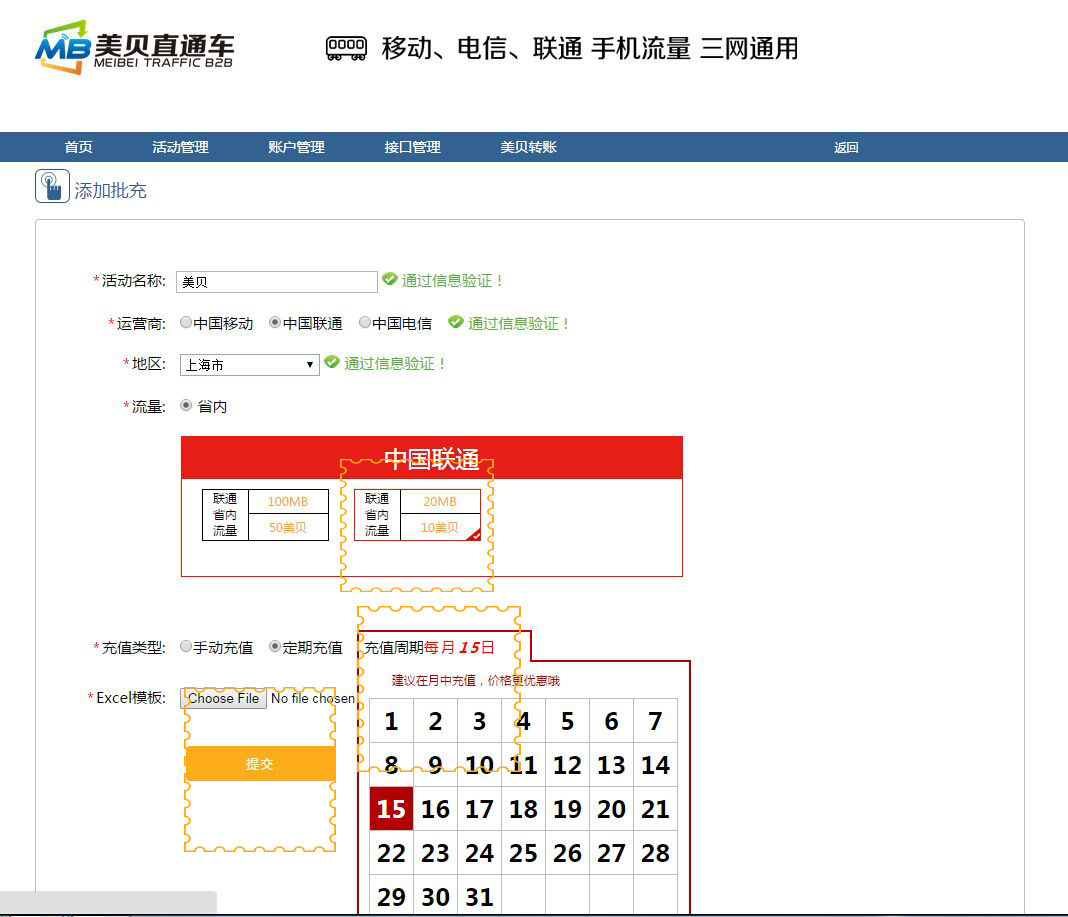 MB美贝直通车
MEIBEI TRAFFIC B2B
移动、电信、联通 手机流量 三网通用
首页 活动管理 账户管理 接口管理 美贝转账 返回
添加批充
*活动名称: 美贝 通过信息验证！
*运营商: 中国移动 中国联通 中国电信 通过信息验证！
*地区: 上海市 通过信息验证！
*流量: 省内
中国联通
联通
省内
流量
100MB
50美贝
联通
省内
流量
20MB
10美贝
*充值类型: 手动充值 定期充值 充值周期每月15日
建议在月中充值，价格更优惠哦
*Excel模板: Choose File No file chosen
提交
1 2 3 4 5 6 7
8 9 10 11 12 13 14
15 16 17 18 19 20 21
22 23 24 25 26 27 28
29 30 31